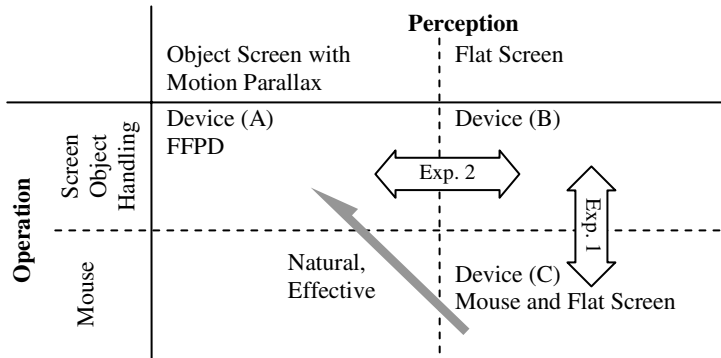 Perception
Object Screen with
Motion Parallax
Flat Screen
Operation
Screen
Object
Handling
Device (A)
FFPD
Device (B)
Exp. 2
Exp. 1
Mouse
Natural,
Effective
Device (C)
Mouse and Flat Screen